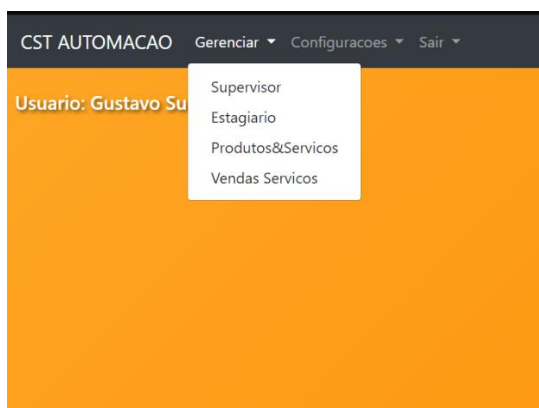 CST AUTOMACAO Gerenciar Configuracoes Sair
Usuario: Gustavo Su
Supervisor
Estagiario
Produtos&Servicos
Vendas Servicos